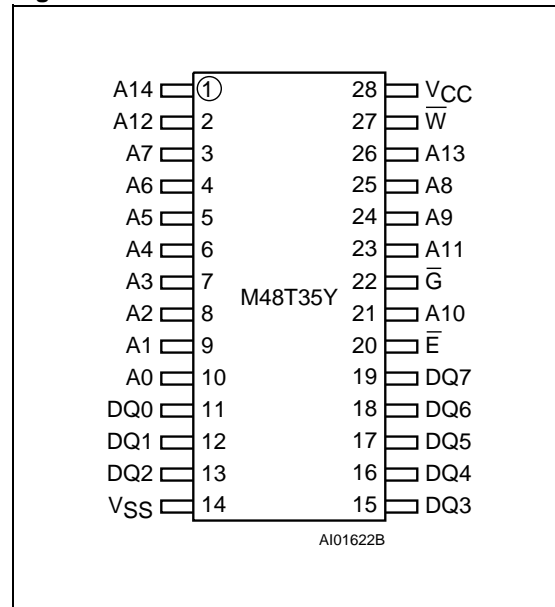 A14 1 28 VCC
A12 2 27 W̅
A7 3 26 A13
A6 4 25 A8
A5 5 24 A9
A4 6 23 A11
A3 7 22 G̅
M48T35Y
A2 8 21 A10
A1 9 20 E̅
A0 10 19 DQ7
DQ0 11 18 DQ6
DQ1 12 17 DQ5
DQ2 13 16 DQ4
VSS 14 15 DQ3
AI01622B